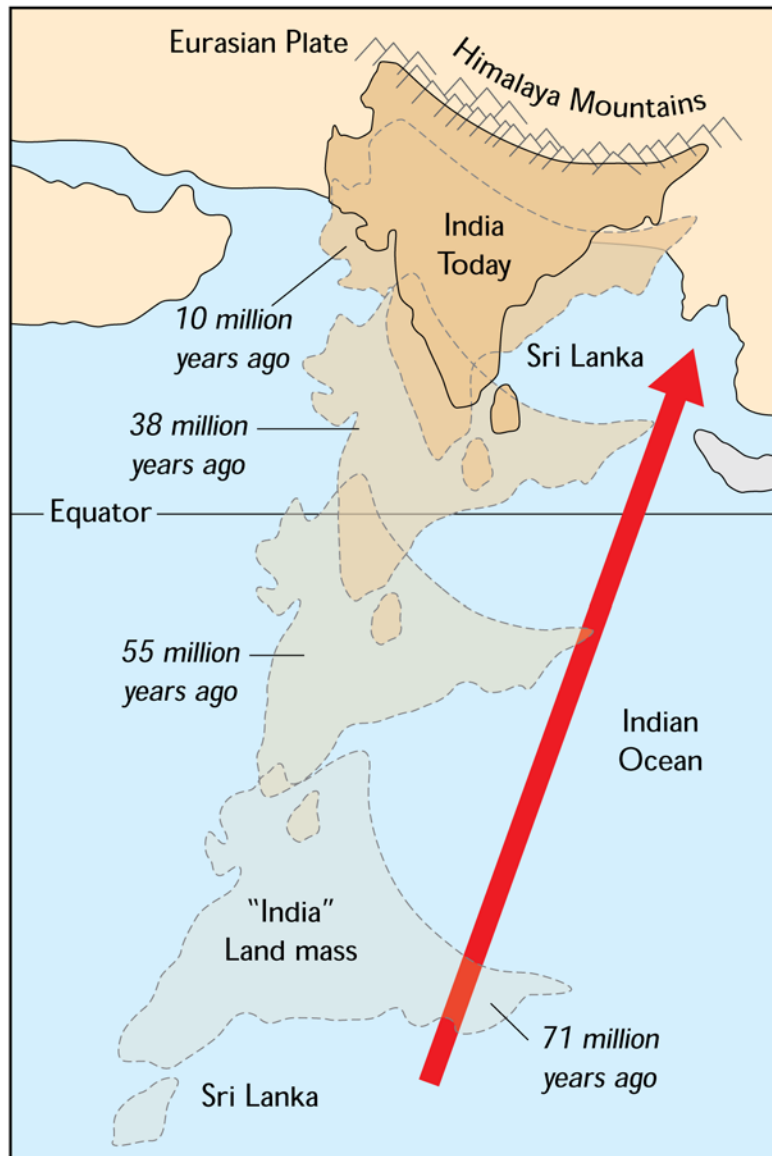 Eurasian Plate
Himalaya Mountains
India
Today
10 million
years ago
Sri Lanka
38 million
years ago
Equator
55 million
years ago
Indian
Ocean
"India"
Land mass
71 million
years ago
Sri Lanka